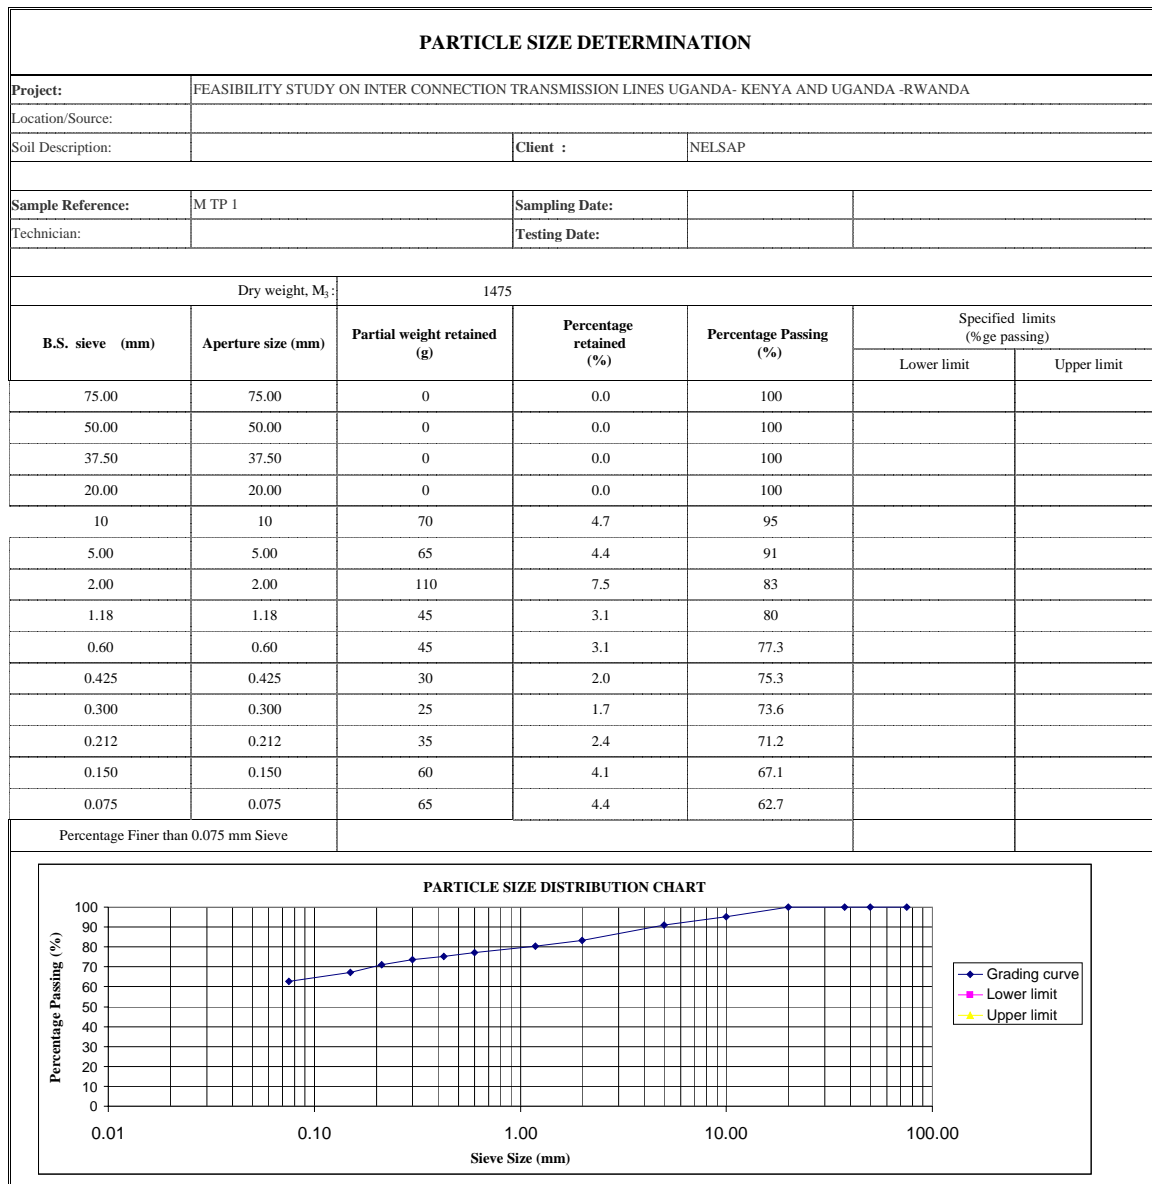 PARTICLE SIZE DETERMINATION
Project: FEASIBILITY STUDY ON INTER CONNECTION TRANSMISSION LINES UGANDA- KENYA AND UGANDA -RWANDA
Location/Source:
Soil Description: Client : NELSAP
Sample Reference: M TP 1 Sampling Date:
Technician: Testing Date:
Dry weight, M3: 1475
B.S. sieve (mm) Aperture size (mm) Partial weight retained (g) Percentage retained (%) Percentage Passing (%) Specified limits (%ge passing)
Lower limit Upper limit
75.00 75.00 0 0.0 100
50.00 50.00 0 0.0 100
37.50 37.50 0 0.0 100
20.00 20.00 0 0.0 100
10 10 70 4.7 95
5.00 5.00 65 4.4 91
2.00 2.00 110 7.5 83
1.18 1.18 45 3.1 80
0.60 0.60 45 3.1 77.3
0.425 0.425 30 2.0 75.3
0.300 0.300 25 1.7 73.6
0.212 0.212 35 2.4 71.2
0.150 0.150 60 4.1 67.1
0.075 0.075 65 4.4 62.7
Percentage Finer than 0.075 mm Sieve
PARTICLE SIZE DISTRIBUTION CHART
Percentage Passing (%)
100
90
80
70
60
50
40
30
20
10
0
0.01 0.10 1.00 10.00 100.00
Sieve Size (mm)
Grading curve
Lower limit
Upper limit